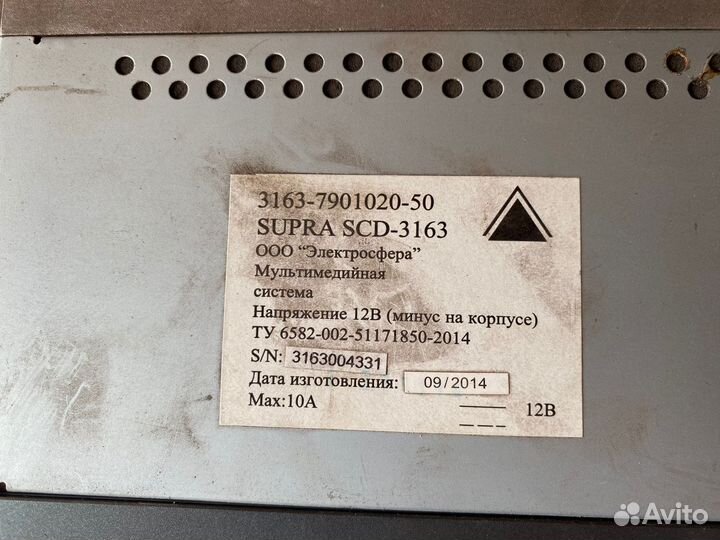 3163-7901020-50
SUPRA SCD-3163
ООО “Электросфера”
Мультимедийная
система
Напряжение 12В (минус на корпусе)
ТУ 6582-002-51171850-2014
S/N: 3163004331
Дата изготовления: 09/2014
Max:10A
12В
Avito